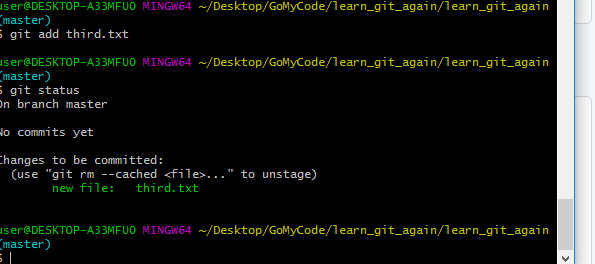 user@DESKTOP-A33MFU0 MINGW64 ~/Desktop/GoMyCode/learn_git_again/learn_git_again
(master)
$ git add third.txt
user@DESKTOP-A33MFU0 MINGW64 ~/Desktop/GoMyCode/learn_git_again/learn_git_again
(master)
$ git status
On branch master
No commits yet
Changes to be committed:
(use "git rm --cached <file>..." to unstage)
new file: third.txt
user@DESKTOP-A33MFU0 MINGW64 ~/Desktop/GoMyCode/learn_git_again/learn_git_again
(master)
$